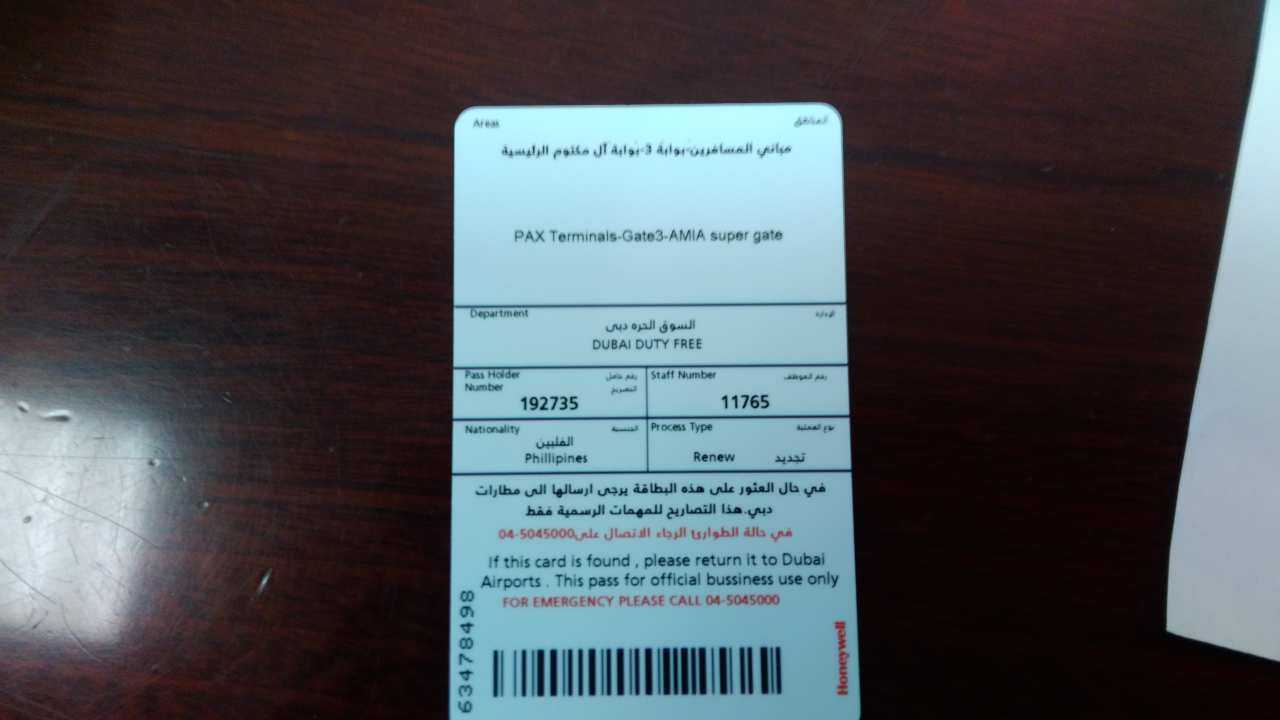 Areas المناطق
مباني المسافرين-بوابة 3-بوابة آل مكتوم الرئيسية
PAX Terminals-Gate3-AMIA super gate
Department الإدارة
السوق الحره دبى
DUBAI DUTY FREE
Pass Holder Number رقم حامل التصريح
192735
Staff Number رقم الموظف
11765
Nationality الجنسية
الفلبين
Phillipines
Process Type نوع العملية
Renew تجديد
في حال العثور على هذه البطاقة يرجى ارسالها الى مطارات
دبي.هذا التصاريح للمهمات الرسمية فقط
في حالة الطوارئ الرجاء الاتصال على04-5045000
If this card is found , please return it to Dubai
Airports . This pass for official bussiness use only
FOR EMERGENCY PLEASE CALL 04-5045000
63478498
Honeywell